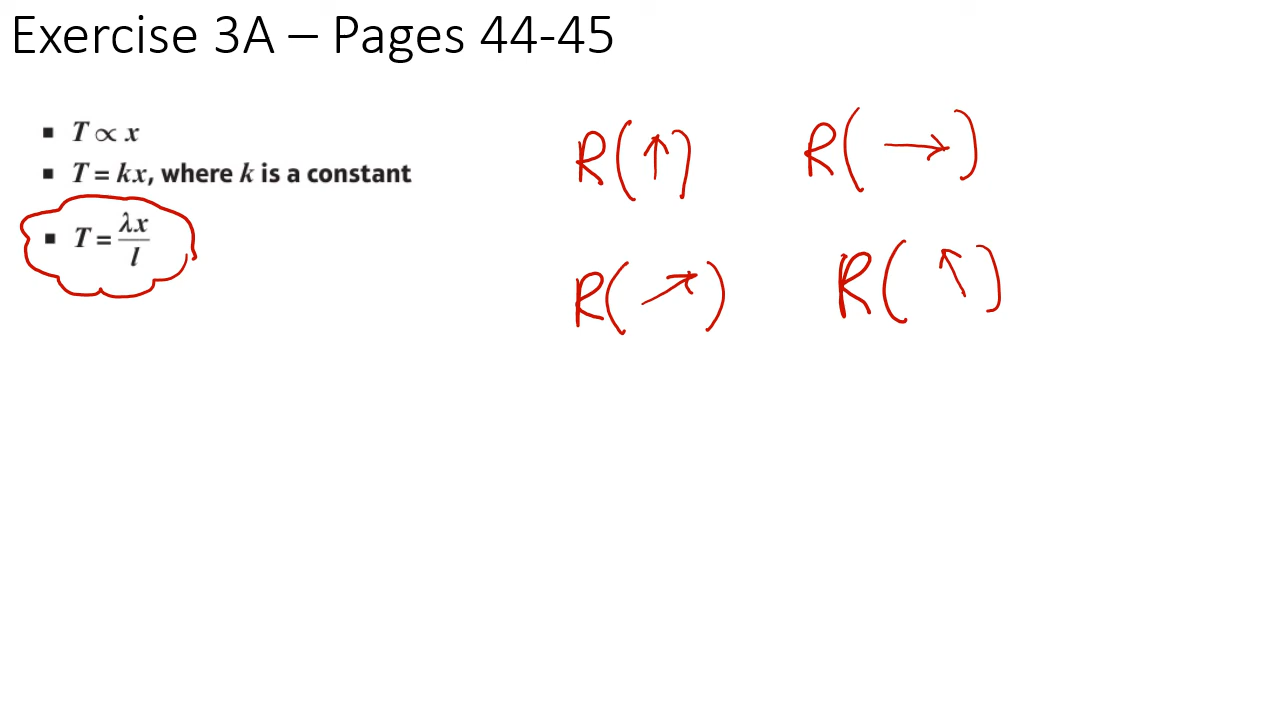 Exercise 3A – Pages 44-45
▪ T ∝ x
▪ T = kx, where k is a constant
▪ T = λx/l
R(↑) R(→)
R(↗) R(↖)